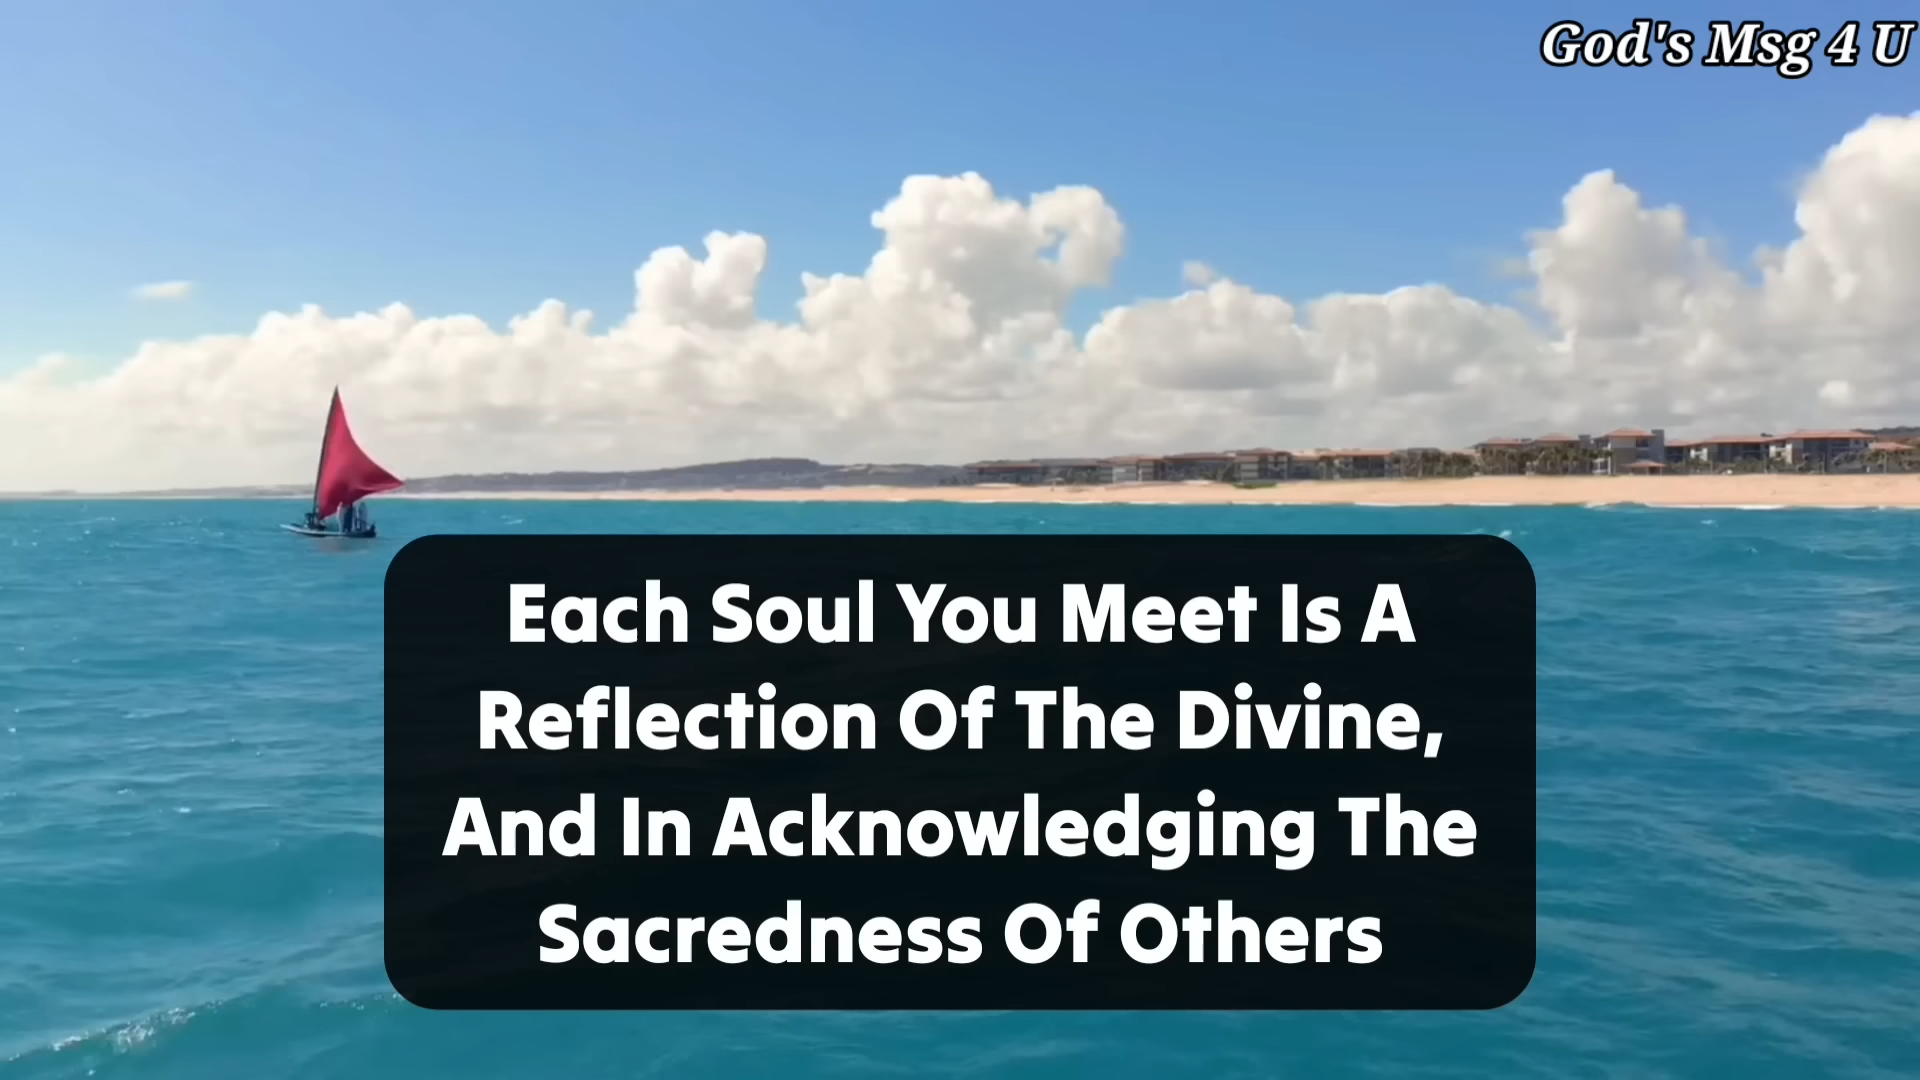 God's Msg 4 U
Each Soul You Meet Is A
Reflection Of The Divine,
And In Acknowledging The
Sacredness Of Others